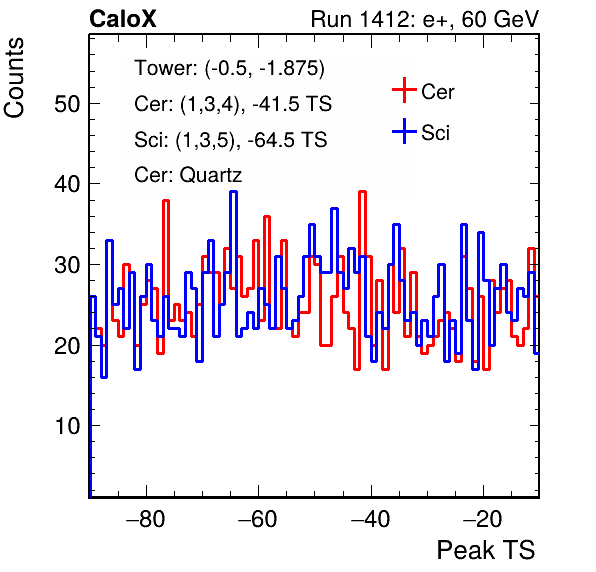 CaloX Run 1412: e+, 60 GeV
Counts
Tower: (-0.5, -1.875)
Cer: (1,3,4), -41.5 TS
Sci: (1,3,5), -64.5 TS
Cer: Quartz
Cer
Sci
50
40
30
20
10
−80 −60 −40 −20
Peak TS